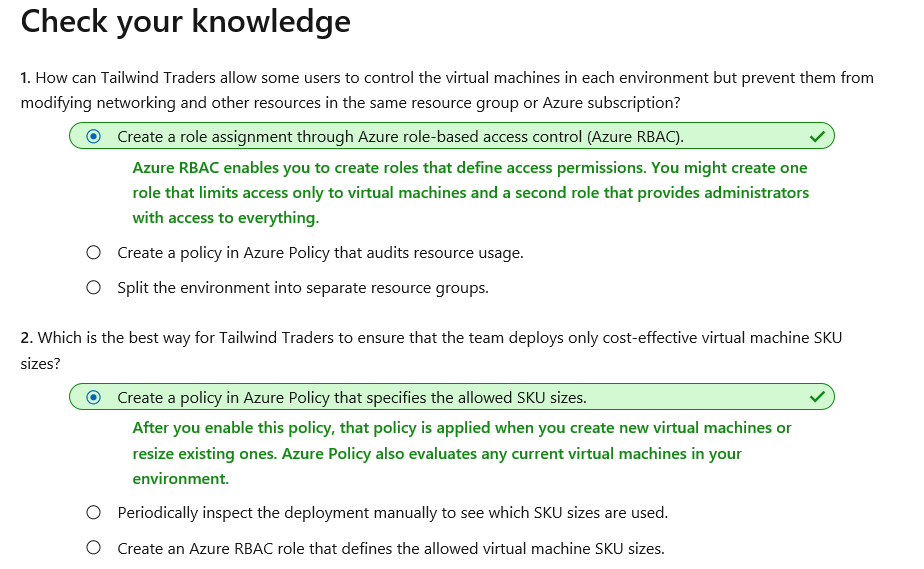 Check your knowledge
1. How can Tailwind Traders allow some users to control the virtual machines in each environment but prevent them from
modifying networking and other resources in the same resource group or Azure subscription?
Create a role assignment through Azure role-based access control (Azure RBAC).
Azure RBAC enables you to create roles that define access permissions. You might create one
role that limits access only to virtual machines and a second role that provides administrators
with access to everything.
Create a policy in Azure Policy that audits resource usage.
Split the environment into separate resource groups.
2. Which is the best way for Tailwind Traders to ensure that the team deploys only cost-effective virtual machine SKU
sizes?
Create a policy in Azure Policy that specifies the allowed SKU sizes.
After you enable this policy, that policy is applied when you create new virtual machines or
resize existing ones. Azure Policy also evaluates any current virtual machines in your
environment.
Periodically inspect the deployment manually to see which SKU sizes are used.
Create an Azure RBAC role that defines the allowed virtual machine SKU sizes.